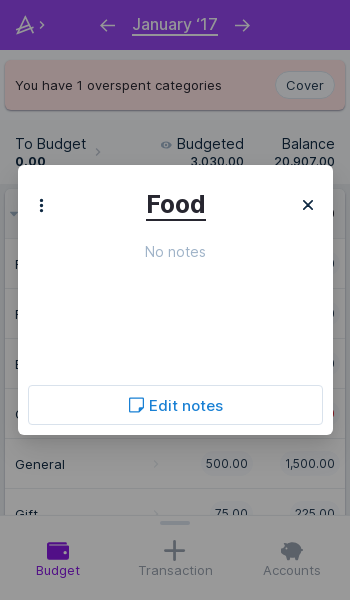 January ‘17
You have 1 overspent categories
Cover
To Budget
Budgeted
Balance
0.00
3,030.00
20,907.00
Food
No notes
Edit notes
General
500.00
1,500.00
Gift
75.00
225.00
Budget
Transaction
Accounts